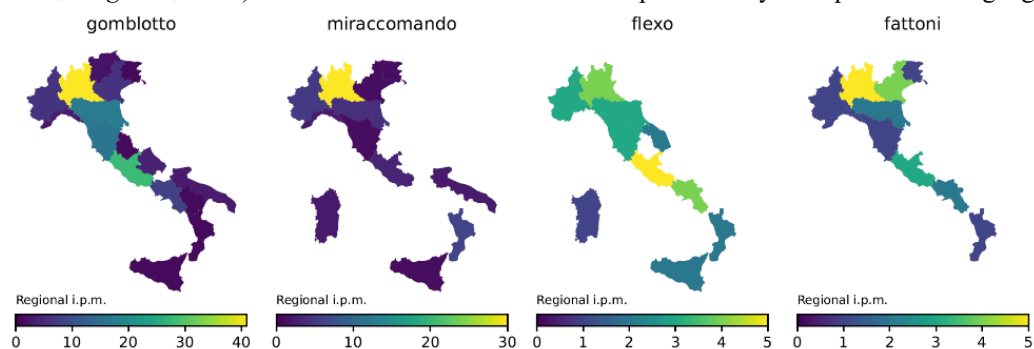 gomblotto miraccomando flexo fattoni
Regional i.p.m. Regional i.p.m. Regional i.p.m. Regional i.p.m.
0 10 20 30 40 0 10 20 30 0 1 2 3 4 5 0 1 2 3 4 5